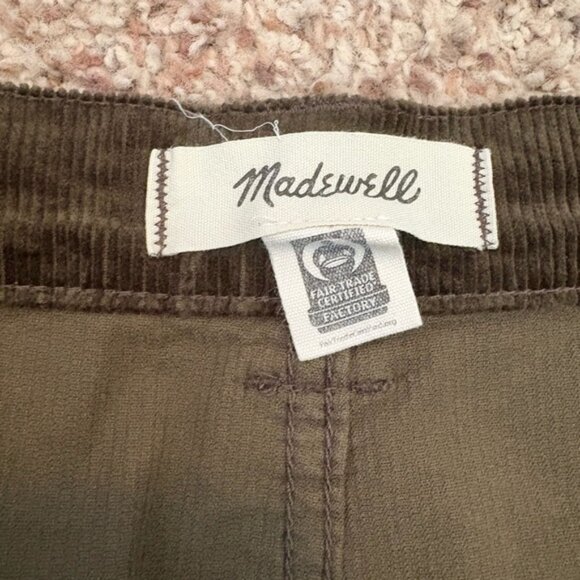 Madewell
FAIR TRADE
CERTIFIED
FACTORY
FairTradeCertified.org